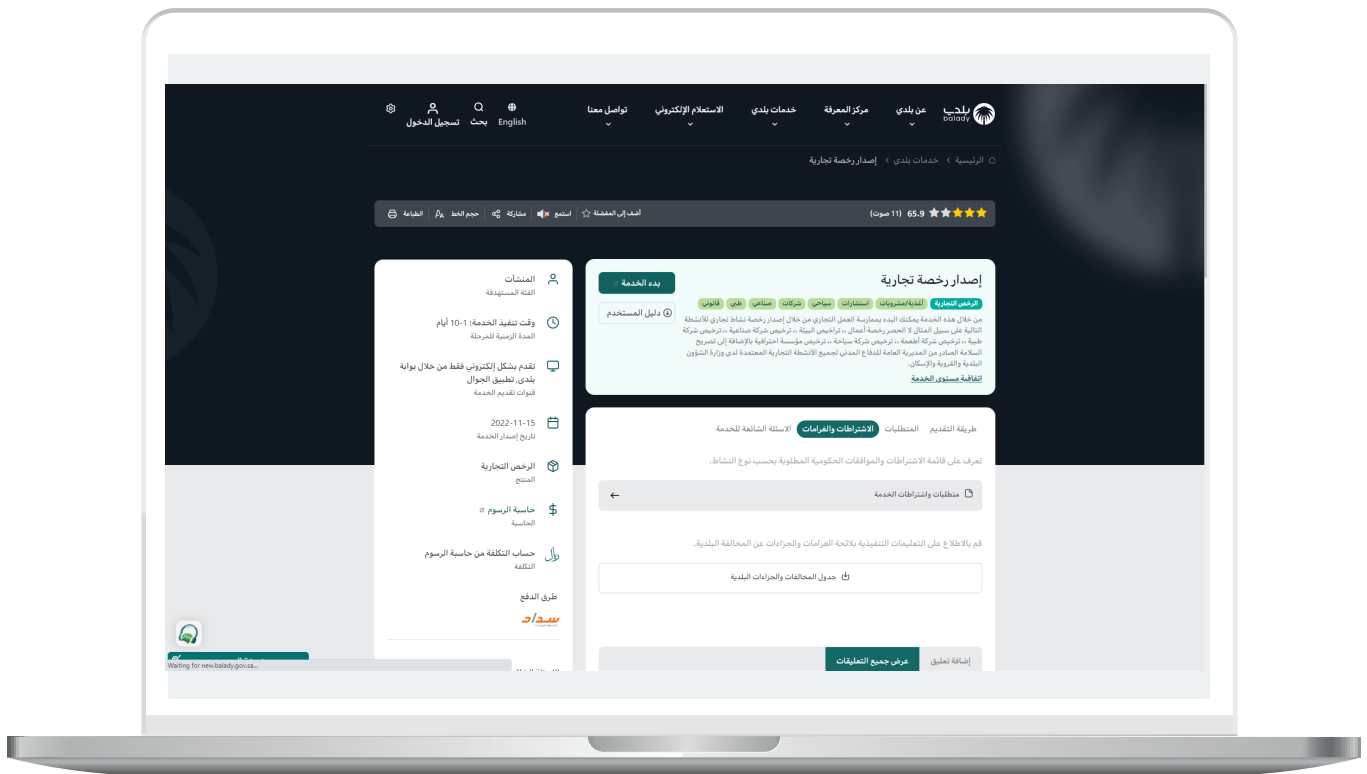 بلدي
balady
عن بلدي
مركز المعرفة
خدمات بلدي
الاستعلام الإلكتروني
تواصل معنا
English
بحث
تسجيل الدخول
الرئيسية > خدمات بلدي > إصدار رخصة تجارية
65.9 (11 صوت)
أضف إلى المفضلة
استمع
مشاركة
حجم الخط
الطباعة
إصدار رخصة تجارية
بدء الخدمة
دليل المستخدم
الرخص التجارية أغذية/مشروبات استشارات سياحي شركات صناعي طبي قانوني
من خلال هذه الخدمة يمكنك البدء بممارسة العمل التجاري من خلال إصدار رخصة نشاط تجاري للأنشطة
التالية على سبيل المثال لا الحصر رخصة أعمال ،، تراخيص البيئة ،، ترخيص شركة صناعية ،، ترخيص شركة
طبية ،، ترخيص شركة أطعمة ،، ترخيص شركة سياحة ،، ترخيص مؤسسة احترافية بالإضافة إلى تصريح
السلامة الصادر من المديرية العامة للدفاع المدني لجميع الأنشطة التجارية المعتمدة لدى وزارة الشؤون
البلدية والقروية والإسكان.
اتفاقية مستوى الخدمة
طريقة التقديم
المتطلبات
الاشتراطات والغرامات
الاسئلة الشائعة للخدمة
تعرف على قائمة الاشتراطات والموافقات الحكومية المطلوبة بحسب نوع النشاط.
متطلبات واشتراطات الخدمة
قم بالاطلاع على التعليمات التنفيذية بلائحة الغرامات والجزاءات عن المخالفة البلدية.
جدول المخالفات والجزاءات البلدية
إضافة تعليق
عرض جميع التعليقات
المنشآت
الفئة المستهدفة
وقت تنفيذ الخدمة: 1-10 أيام
المدة الزمنية للمرحلة
تقدم بشكل إلكتروني فقط من خلال بوابة
بلدي, تطبيق الجوال
قنوات تقديم الخدمة
2022-11-15
تاريخ إصدار الخدمة
الرخص التجارية
المنتج
حاسبة الرسوم
الحاسبة
حساب التكلفة من حاسبة الرسوم
التكلفة
طرق الدفع
سداد
Waiting for new.balady.gov.sa...